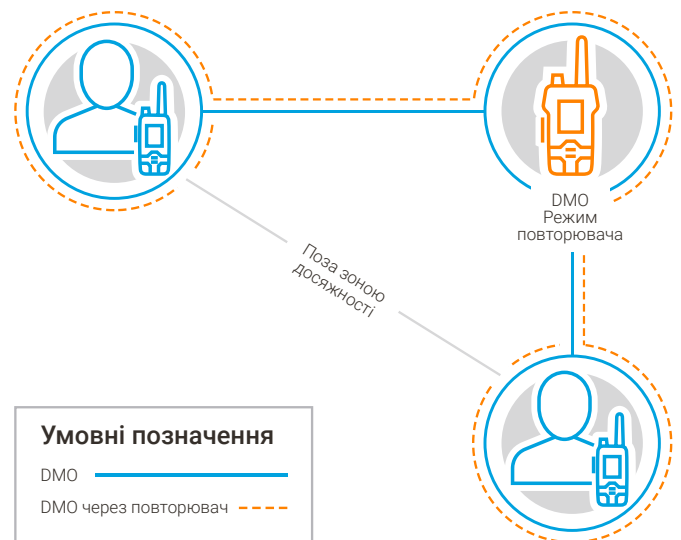 DMO
Режим
повторювача
Поза зоною
досяжності
Умовні позначення
DMO
DMO через повторювач